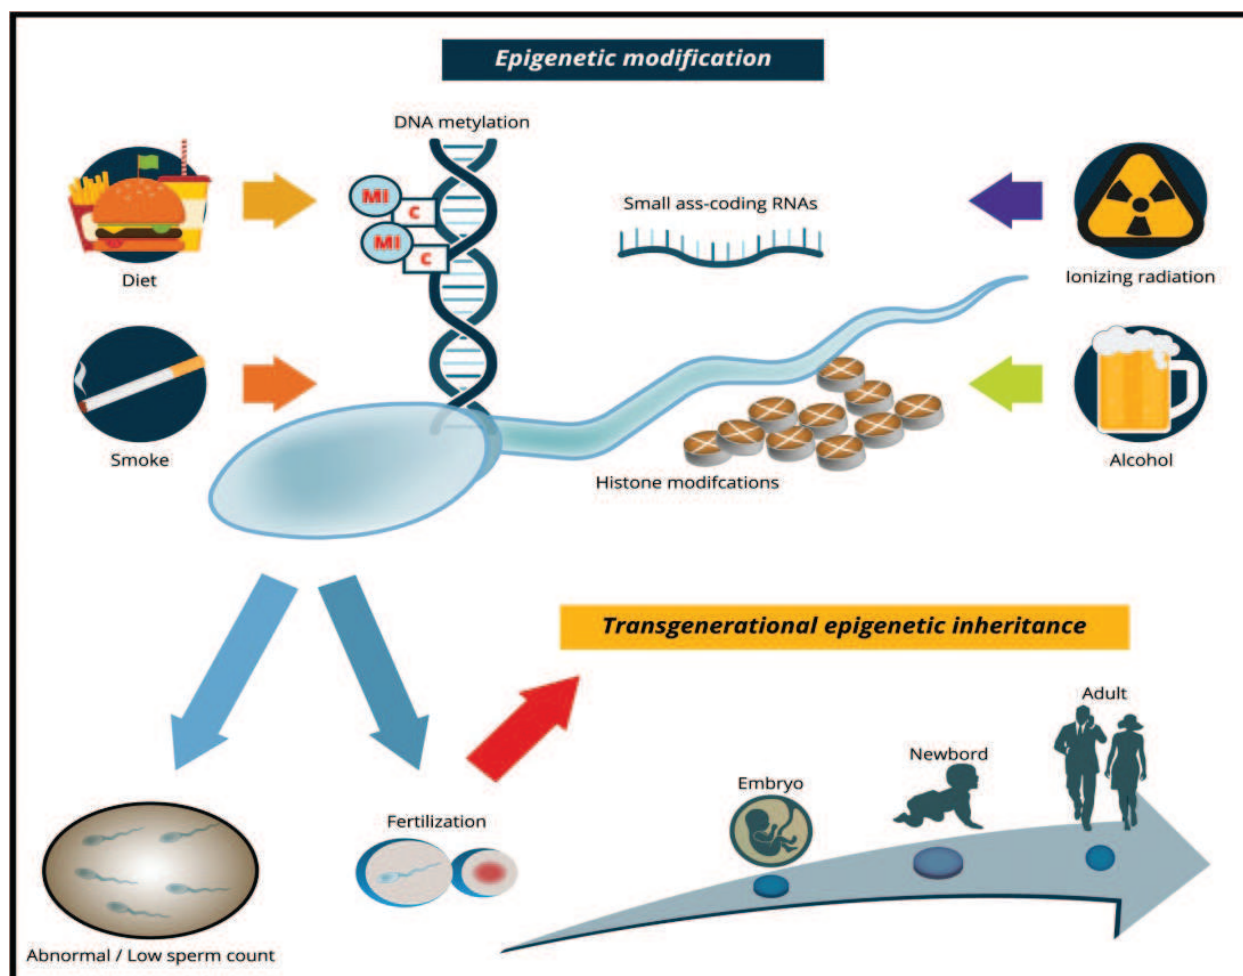 Epigenetic modification
DNA metylation
MI
C
MI
C
Small ass-coding RNAs
Diet
Ionizing radiation
Smoke
Histone modifcations
Alcohol
Transgenerational epigenetic inheritance
Adult
Newbord
Embryo
Fertilization
Abnormal / Low sperm count